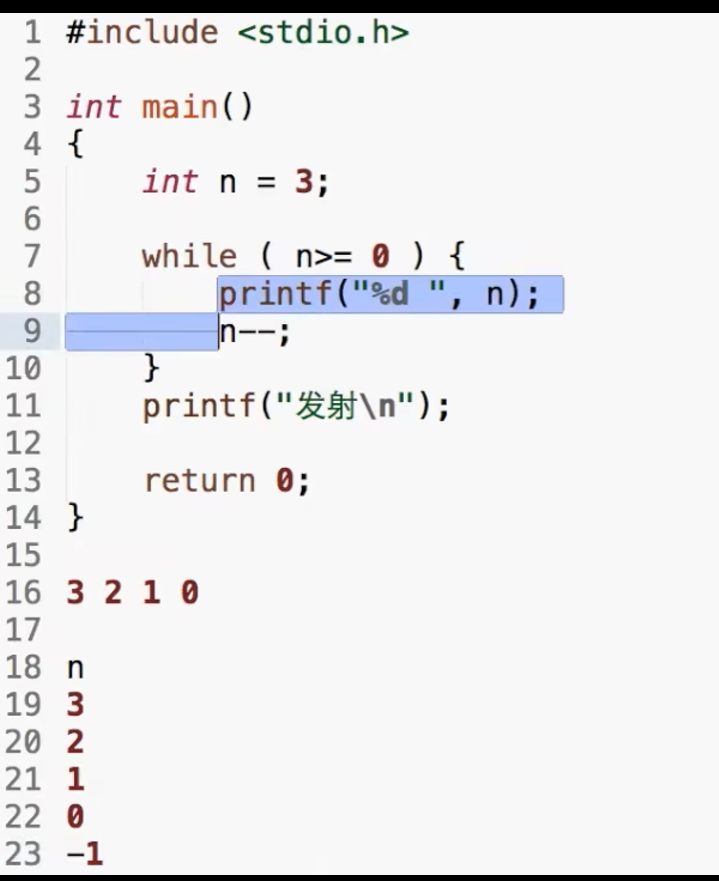 1 #include <stdio.h>
2
3 int main()
4 {
5     int n = 3;
6
7     while ( n>= 0 ) {
8         printf("%d ", n);
9         n--;
10     }
11     printf("发射\n");
12
13     return 0;
14 }
15
16 3 2 1 0
17
18 n
19 3
20 2
21 1
22 0
23 -1